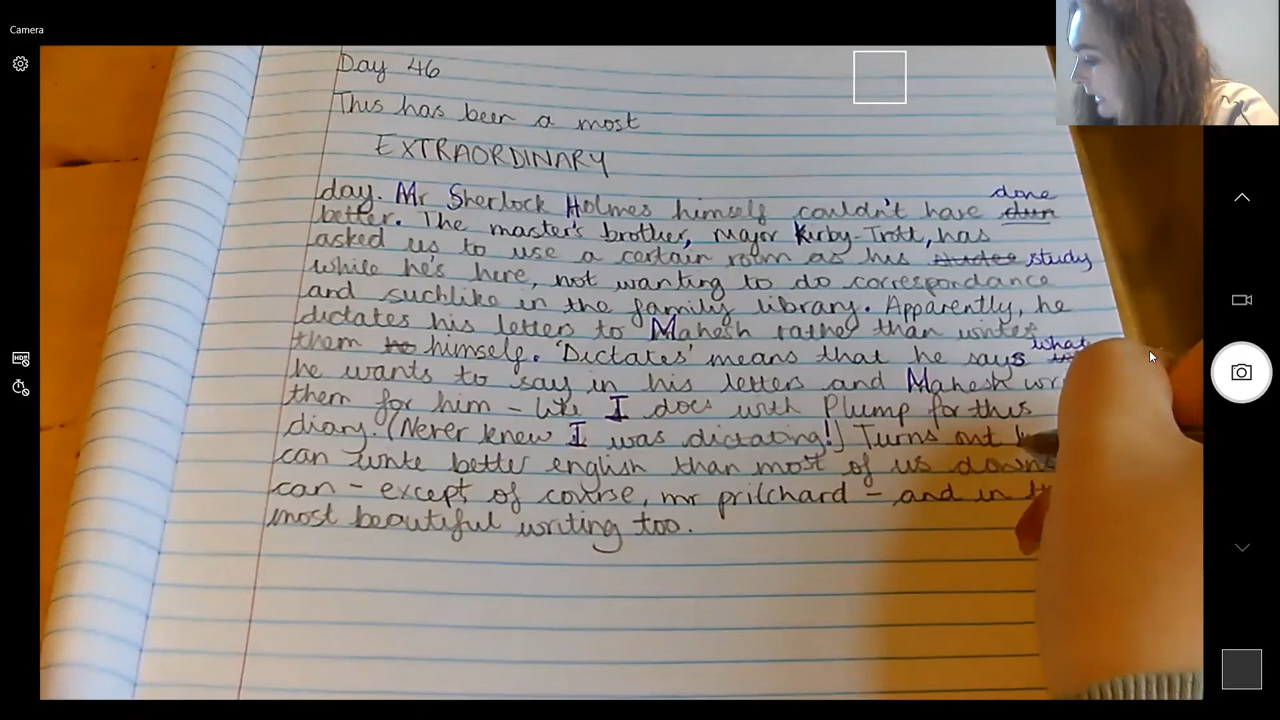 Camera
Day 46
This has been a most
EXTRAORDINARY
done
day. Mr Sherlock Holmes himself couldn't have dun
better. The master's brother, Major Kirby-Trott, has
asked us to use a certain room as his study
while he's here, not wanting to do correspondance
and suchlike in the family library. Apparently, he
dictates his letters to Mahesh rather than writes
what
them himself. 'Dictates' means that he says
he wants to say in his letters and Mahesh wri
them for him - like I does with Plump for this
diary. (Never knew I was dictating!) Turns out
can write better english than most of us downs
can - except of course, mr prilchard - and in
most beautiful writing too.
HDR